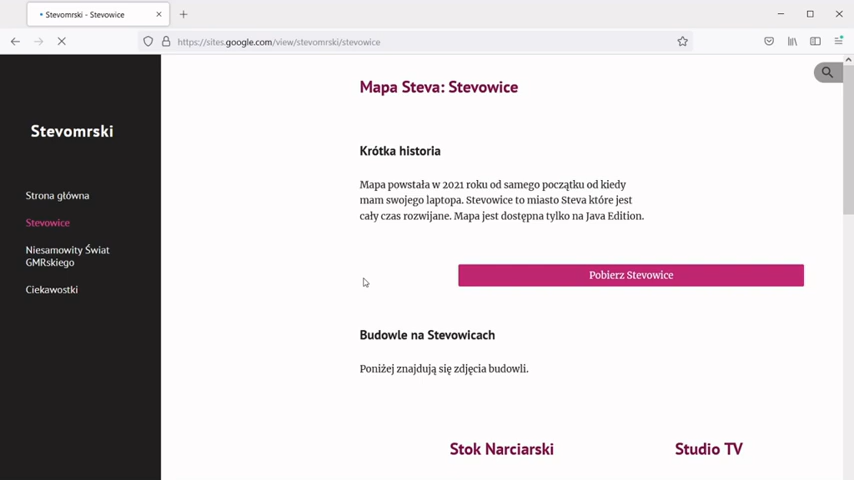 Stevomrski - Stevowice
https://sites.google.com/view/stevomrski/stevowice
Stevomrski
Strona główna
Stevowice
Niesamowity Świat
GMRskiego
Ciekawostki
Mapa Steva: Stevowice
Krótka historia
Mapa powstała w 2021 roku od samego początku od kiedy
mam swojego laptopa. Stevowice to miasto Steva które jest
cały czas rozwijane. Mapa jest dostępna tylko na Java Edition.
Pobierz Stevowice
Budowle na Stevowicach
Poniżej znajdują się zdjęcia budowli.
Stok Narciarski
Studio TV